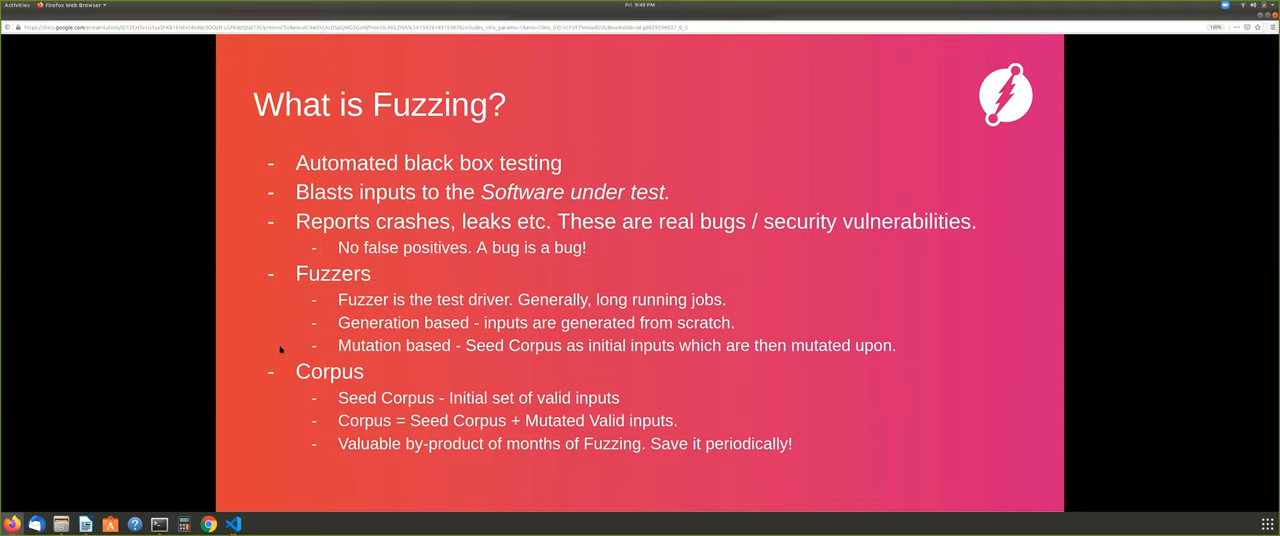 Activities Firefox Web Browser Fri, 9:49 PM
What is Fuzzing?
- Automated black box testing
- Blasts inputs to the Software under test.
- Reports crashes, leaks etc. These are real bugs / security vulnerabilities.
- No false positives. A bug is a bug!
- Fuzzers
- Fuzzer is the test driver. Generally, long running jobs.
- Generation based - inputs are generated from scratch.
- Mutation based - Seed Corpus as initial inputs which are then mutated upon.
- Corpus
- Seed Corpus - Initial set of valid inputs
- Corpus = Seed Corpus + Mutated Valid inputs.
- Valuable by-product of months of Fuzzing. Save it periodically!